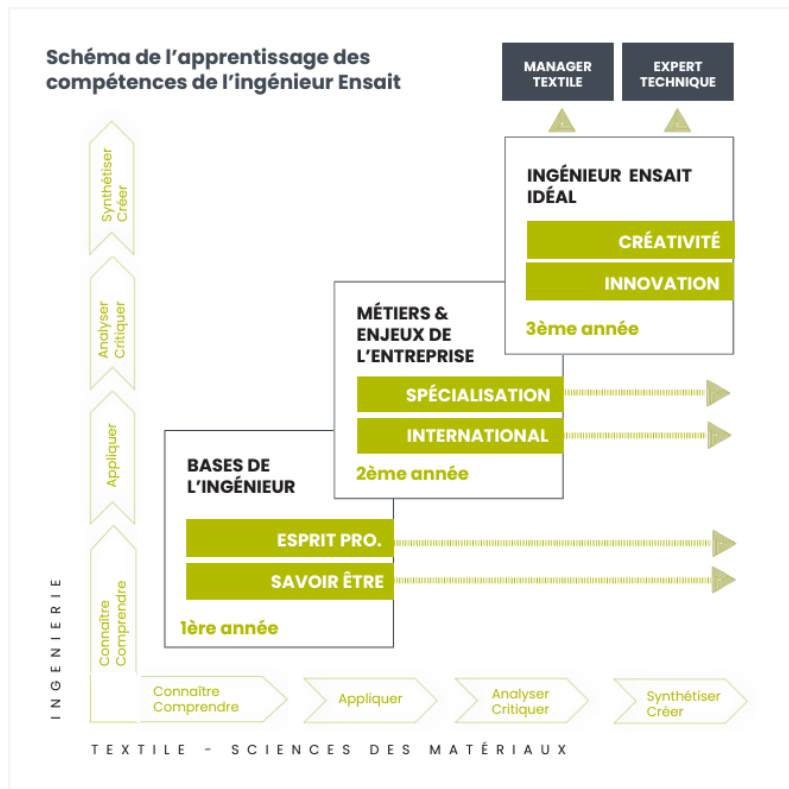 Schéma de l'apprentissage des
compétences de l'ingénieur Ensait
MANAGER
TEXTILE
EXPERT
TECHNIQUE
INGÉNIEUR ENSAIT
IDÉAL
CRÉATIVITÉ
INNOVATION
3ème année
MÉTIERS &
ENJEUX DE
L'ENTREPRISE
SPÉCIALISATION
INTERNATIONAL
2ème année
BASES DE
L'INGÉNIEUR
ESPRIT PRO.
SAVOIR ÊTRE
1ère année
Synthétiser
Créer
Analyser
Critiquer
Appliquer
Connaître
Comprendre
INGENIERIE
Connaître
Comprendre
Appliquer
Analyser
Critiquer
Synthétiser
Créer
TEXTILE - SCIENCES DES MATÉRIAUX